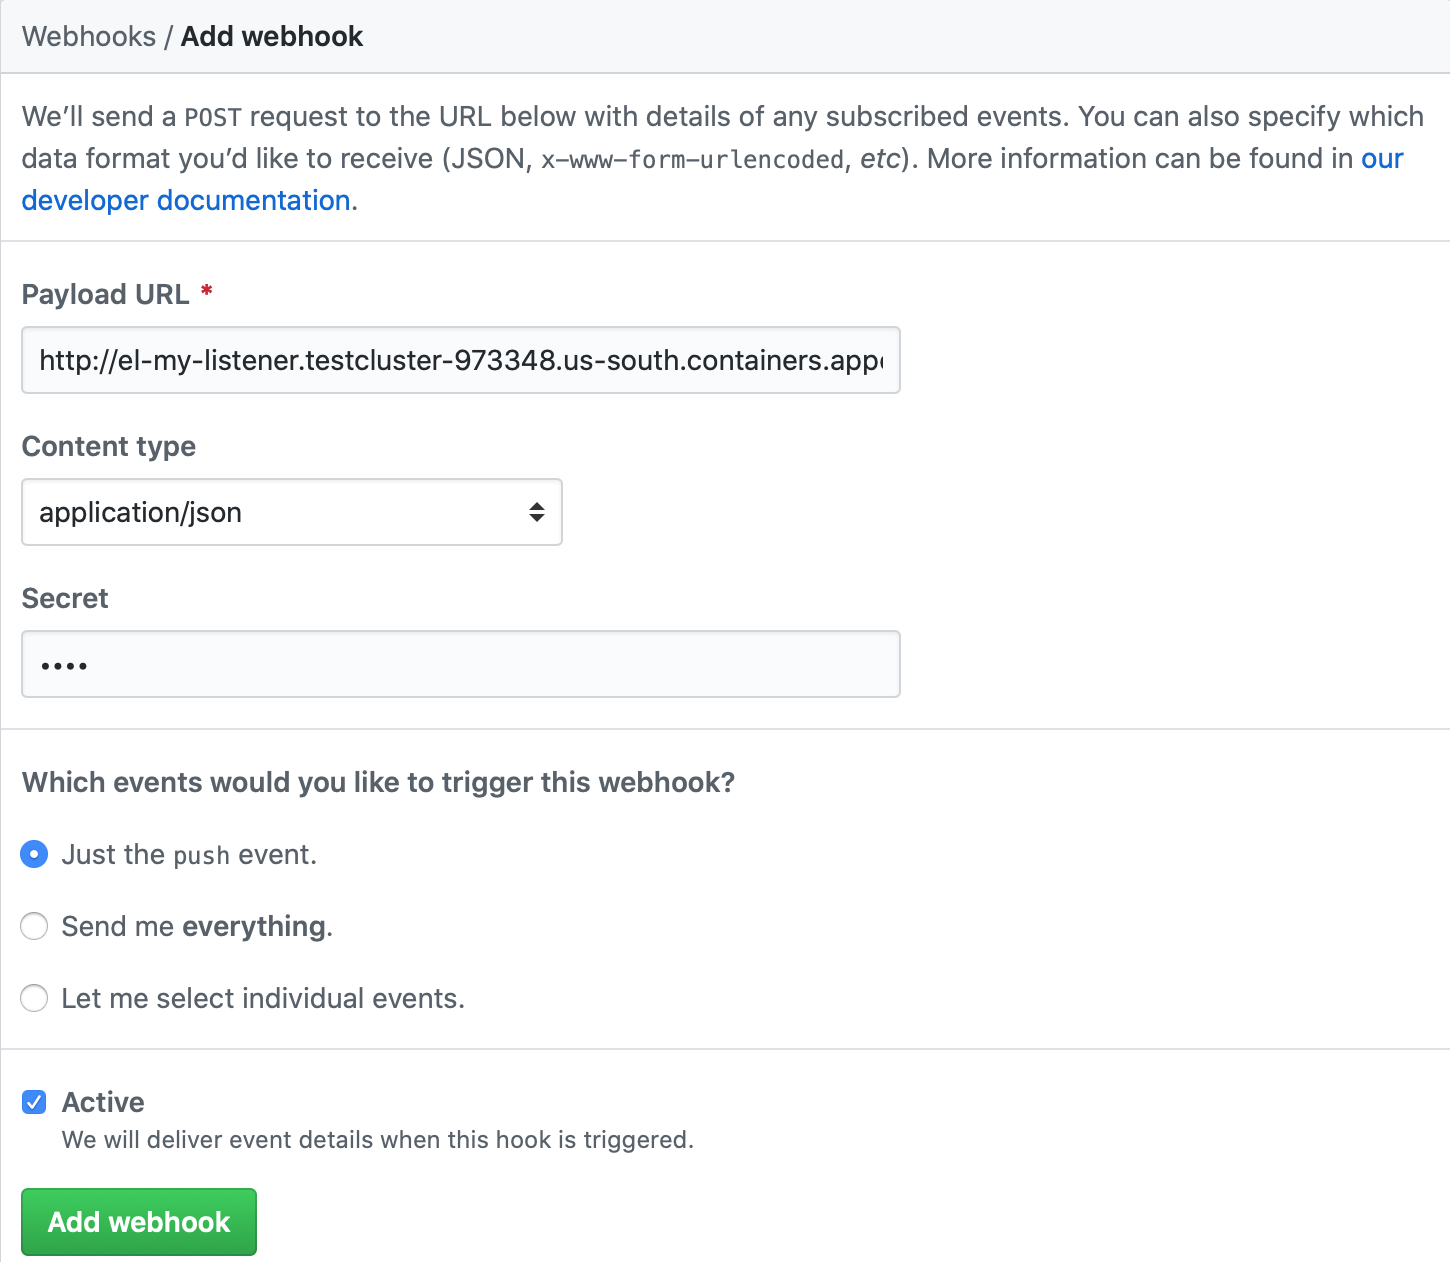 Webhooks / Add webhook
We’ll send a POST request to the URL below with details of any subscribed events. You can also specify which
data format you’d like to receive (JSON, x-www-form-urlencoded, etc). More information can be found in our
developer documentation.
Payload URL *
http://el-my-listener.testcluster-973348.us-south.containers.app
Content type
application/json
Secret
••••
Which events would you like to trigger this webhook?
Just the push event.
Send me everything.
Let me select individual events.
Active
We will deliver event details when this hook is triggered.
Add webhook